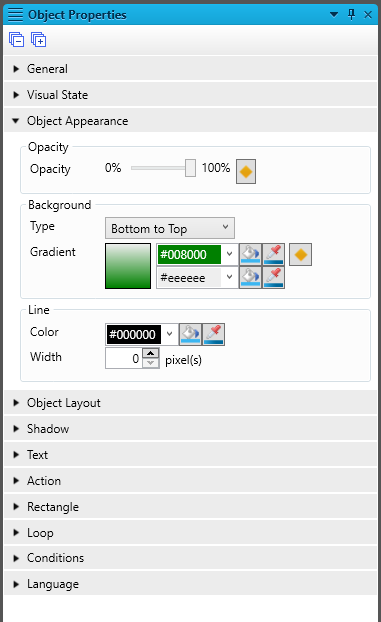 Object Properties
General
Visual State
Object Appearance
Opacity
Opacity 0% 100%
Background
Type Bottom to Top
Gradient #008000
#eeeeee
Line
Color #000000
Width 0 pixel(s)
Object Layout
Shadow
Text
Action
Rectangle
Loop
Conditions
Language